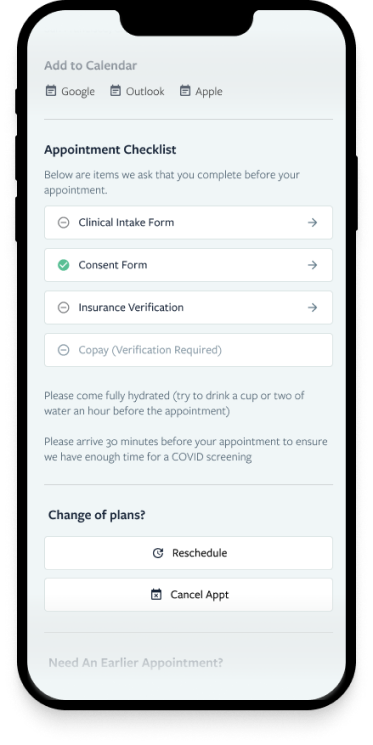 Add to Calendar
Google Outlook Apple
Appointment Checklist
Below are items we ask that you complete before your
appointment.
Clinical Intake Form
Consent Form
Insurance Verification
Copay (Verification Required)
Please come fully hydrated (try to drink a cup or two of
water an hour before the appointment)
Please arrive 30 minutes before your appointment to ensure
we have enough time for a COVID screening
Change of plans?
Reschedule
Cancel Appt
Need An Earlier Appointment?